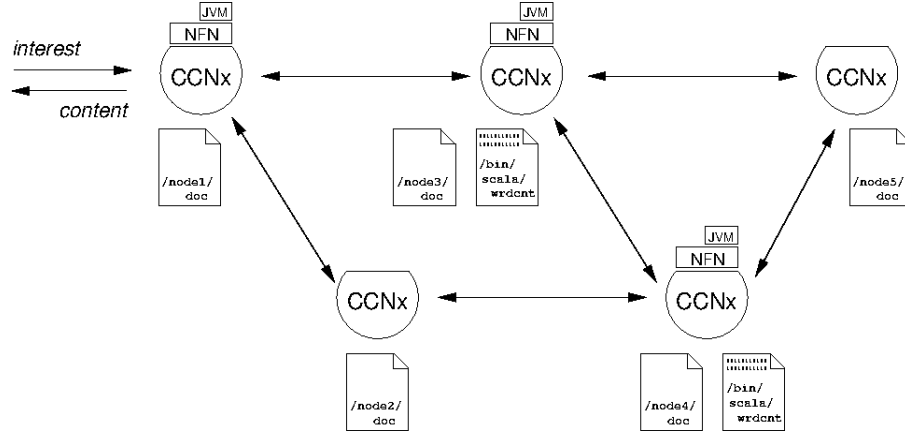 JVM
NFN
CCNx
interest
content
JVM
NFN
CCNx
CCNx
/node1/
doc
/node3/
doc
/bin/
scala/
wrdcnt
/node5/
doc
CCNx
JVM
NFN
CCNx
/node2/
doc
/node4/
doc
/bin/
scala/
wrdcnt